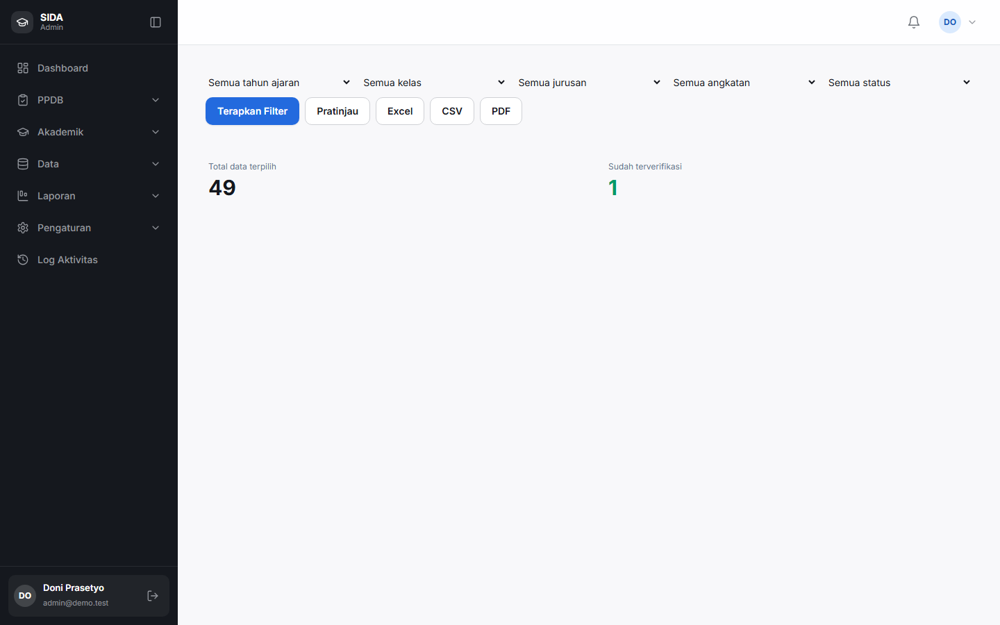 SIDA
Admin
DO
Dashboard
PPDB
Akademik
Data
Laporan
Pengaturan
Log Aktivitas
Semua tahun ajaran
Semua kelas
Semua jurusan
Semua angkatan
Semua status
Terapkan Filter
Pratinjau
Excel
CSV
PDF
Total data terpilih
49
Sudah terverifikasi
1
DO
Doni Prasetyo
admin@demo.test